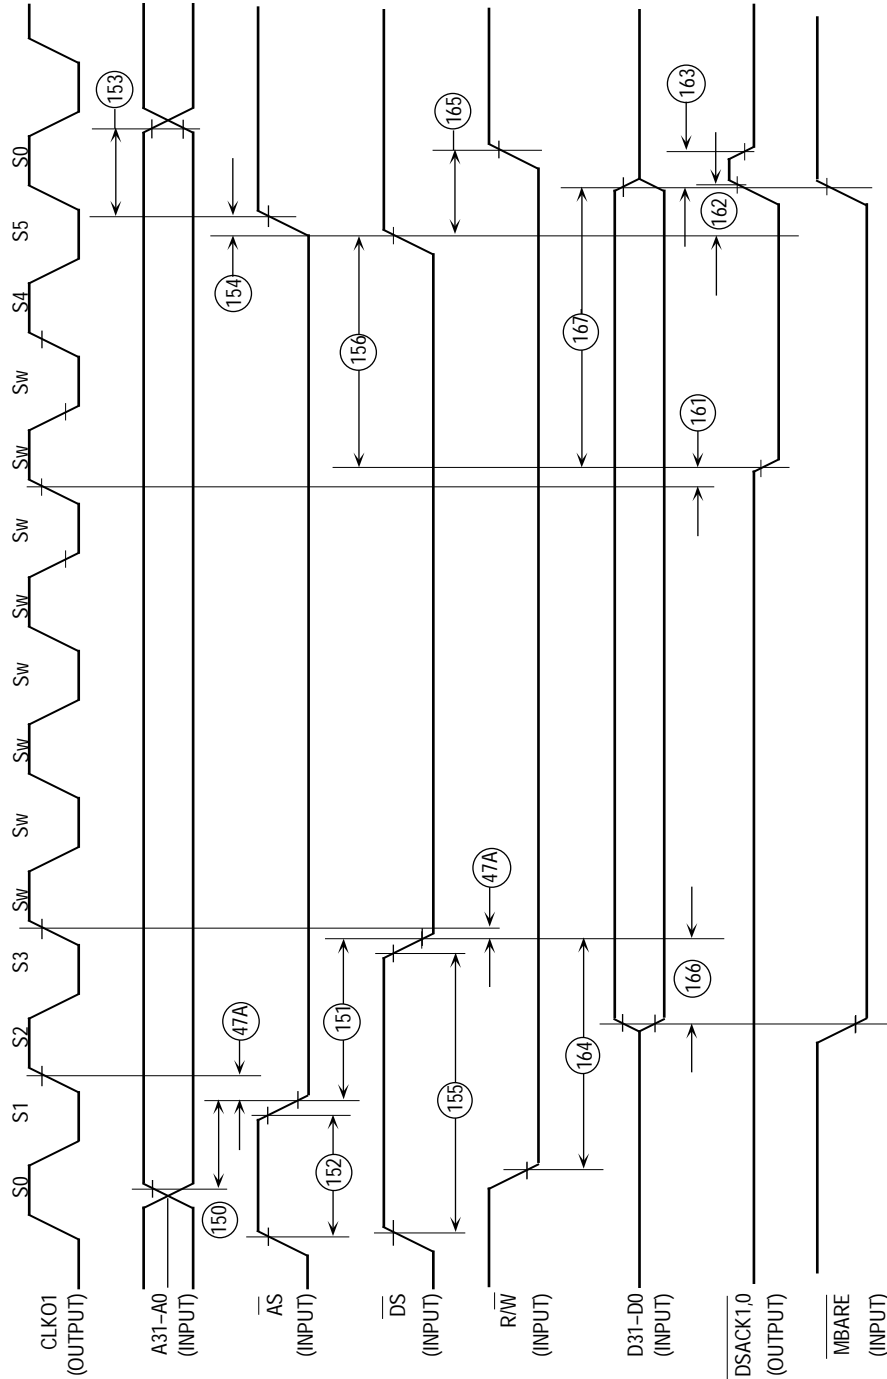 S0
S1
S2
S3
SW
SW
SW
SW
SW
SW
SW
SW
S4
S5
S0
CLKO1
(OUTPUT)
A31–A0
(INPUT)
150
47A
153
AS
(INPUT)
152
151
154
DS
(INPUT)
155
47A
156
R/W
(INPUT)
164
165
D31–D0
(INPUT)
166
167
DSACK1,0
(OUTPUT)
161
162
163
MBARE
(INPUT)